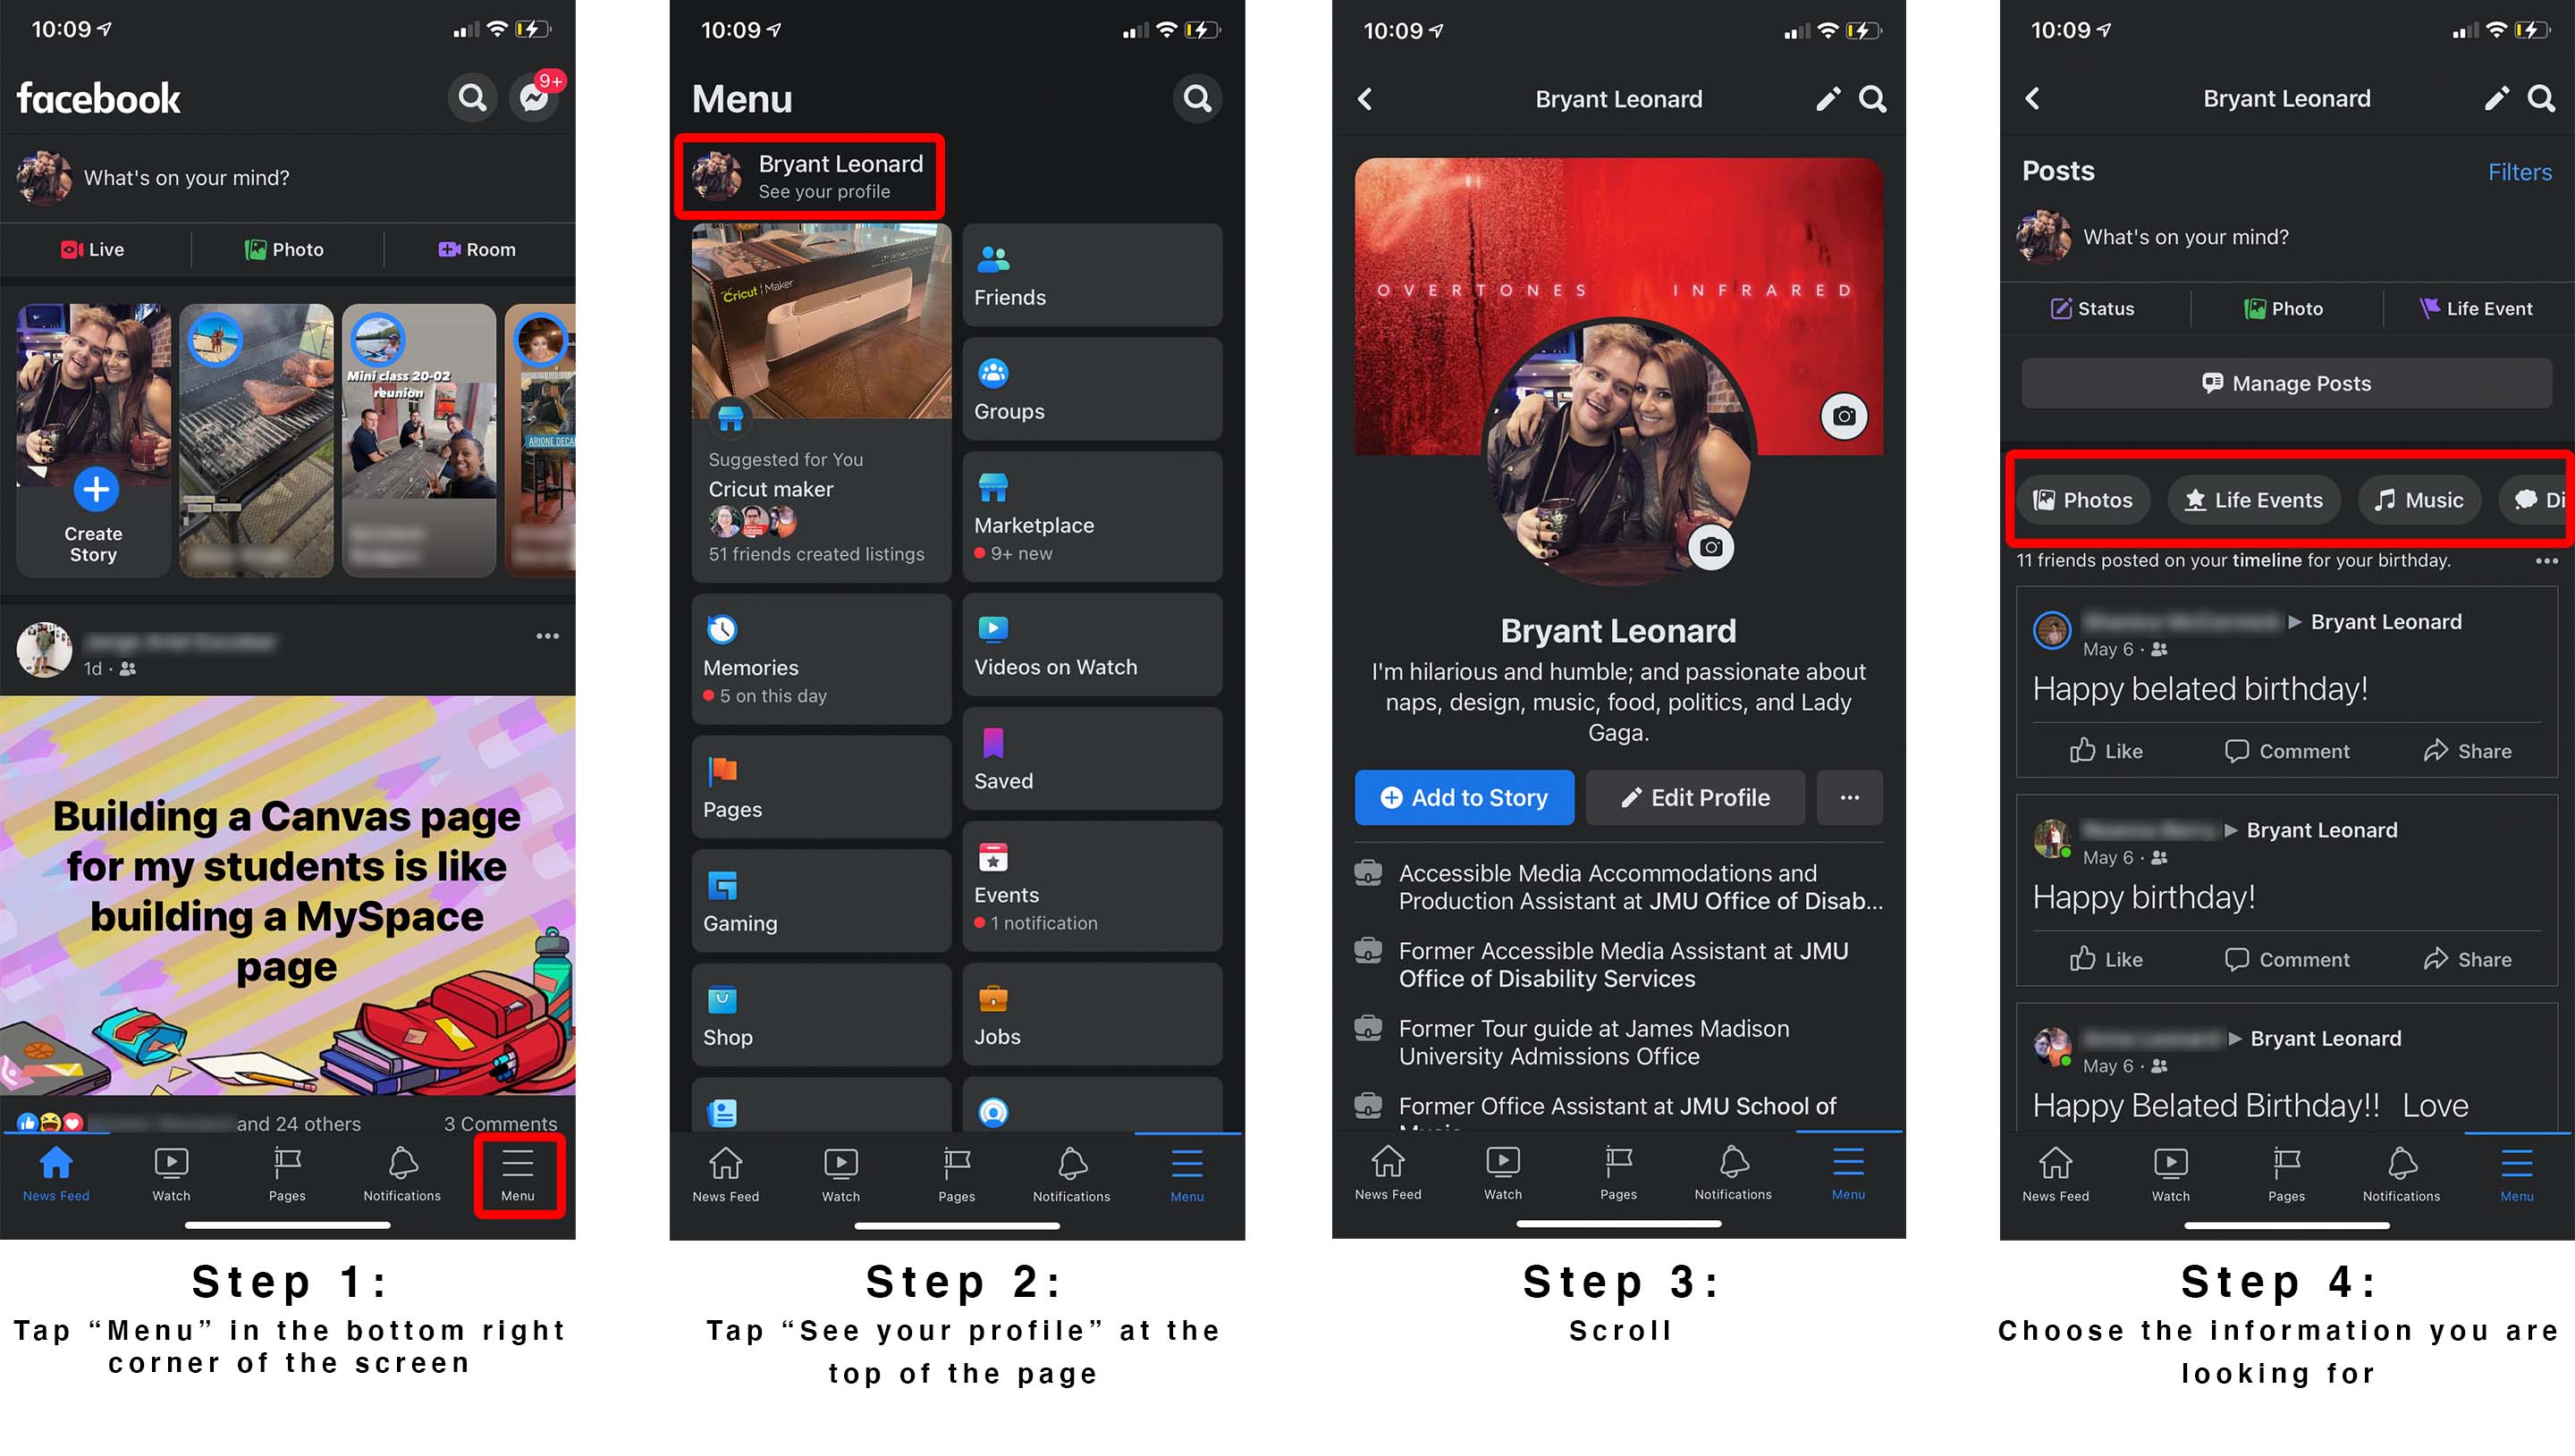 10:09
facebook
9+
What's on your mind?
Live
Photo
Room
Mini class 20-02
reunion
ARIONE DECA
Create
Story
1d ·
Building a Canvas page
for my students is like
building a MySpace
page
and 24 others
3 Comments
News Feed
Watch
Pages
Notifications
Menu
Step 1:
Tap “Menu” in the bottom right
corner of the screen
10:09
Menu
Bryant Leonard
See your profile
Cricut Maker
Suggested for You
Cricut maker
51 friends created listings
Friends
Groups
Marketplace
9+ new
Memories
5 on this day
Videos on Watch
Pages
Saved
Gaming
Events
1 notification
Shop
Jobs
News Feed
Watch
Pages
Notifications
Menu
Step 2:
Tap “See your profile” at the
top of the page
10:09
Bryant Leonard
OVERTONES INFRARED
Bryant Leonard
I'm hilarious and humble; and passionate about
naps, design, music, food, politics, and Lady
Gaga.
Add to Story
Edit Profile
...
Accessible Media Accommodations and
Production Assistant at JMU Office of Disab...
Former Accessible Media Assistant at JMU
Office of Disability Services
Former Tour guide at James Madison
University Admissions Office
Former Office Assistant at JMU School of
News Feed
Watch
Pages
Notifications
Menu
Step 3:
Scroll
10:09
Bryant Leonard
Posts
Filters
What's on your mind?
Status
Photo
Life Event
Manage Posts
Photos
Life Events
Music
Di
11 friends posted on your timeline for your birthday.
Bryant Leonard
May 6 ·
Happy belated birthday!
Like
Comment
Share
Bryant Leonard
May 6 ·
Happy birthday!
Like
Comment
Share
Bryant Leonard
May 6 ·
Happy Belated Birthday!! Love
News Feed
Watch
Pages
Notifications
Menu
Step 4:
Choose the information you are
looking for